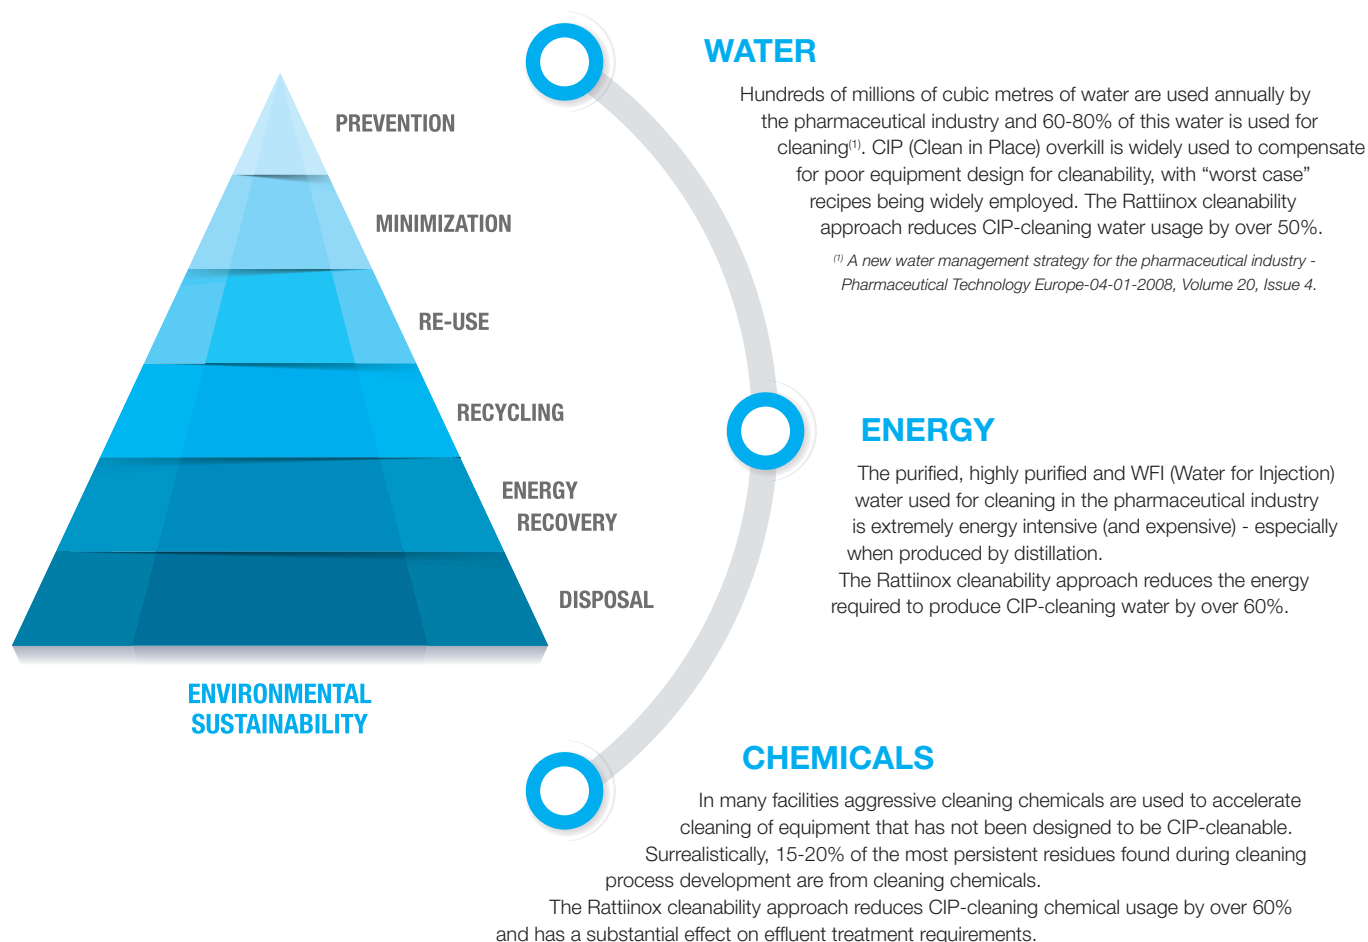 PREVENTION
MINIMIZATION
RE-USE
RECYCLING
ENERGY
RECOVERY
DISPOSAL
ENVIRONMENTAL
SUSTAINABILITY
WATER
Hundreds of millions of cubic metres of water are used annually by
the pharmaceutical industry and 60-80% of this water is used for
cleaning(1). CIP (Clean in Place) overkill is widely used to compensate
for poor equipment design for cleanability, with “worst case”
recipes being widely employed. The Rattiinox cleanability
approach reduces CIP-cleaning water usage by over 50%.
(1) A new water management strategy for the pharmaceutical industry -
Pharmaceutical Technology Europe-04-01-2008, Volume 20, Issue 4.
ENERGY
The purified, highly purified and WFI (Water for Injection)
water used for cleaning in the pharmaceutical industry
is extremely energy intensive (and expensive) - especially
when produced by distillation.
The Rattiinox cleanability approach reduces the energy
required to produce CIP-cleaning water by over 60%.
CHEMICALS
In many facilities aggressive cleaning chemicals are used to accelerate
cleaning of equipment that has not been designed to be CIP-cleanable.
Surrealistically, 15-20% of the most persistent residues found during cleaning
process development are from cleaning chemicals.
The Rattiinox cleanability approach reduces CIP-cleaning chemical usage by over 60%
and has a substantial effect on effluent treatment requirements.